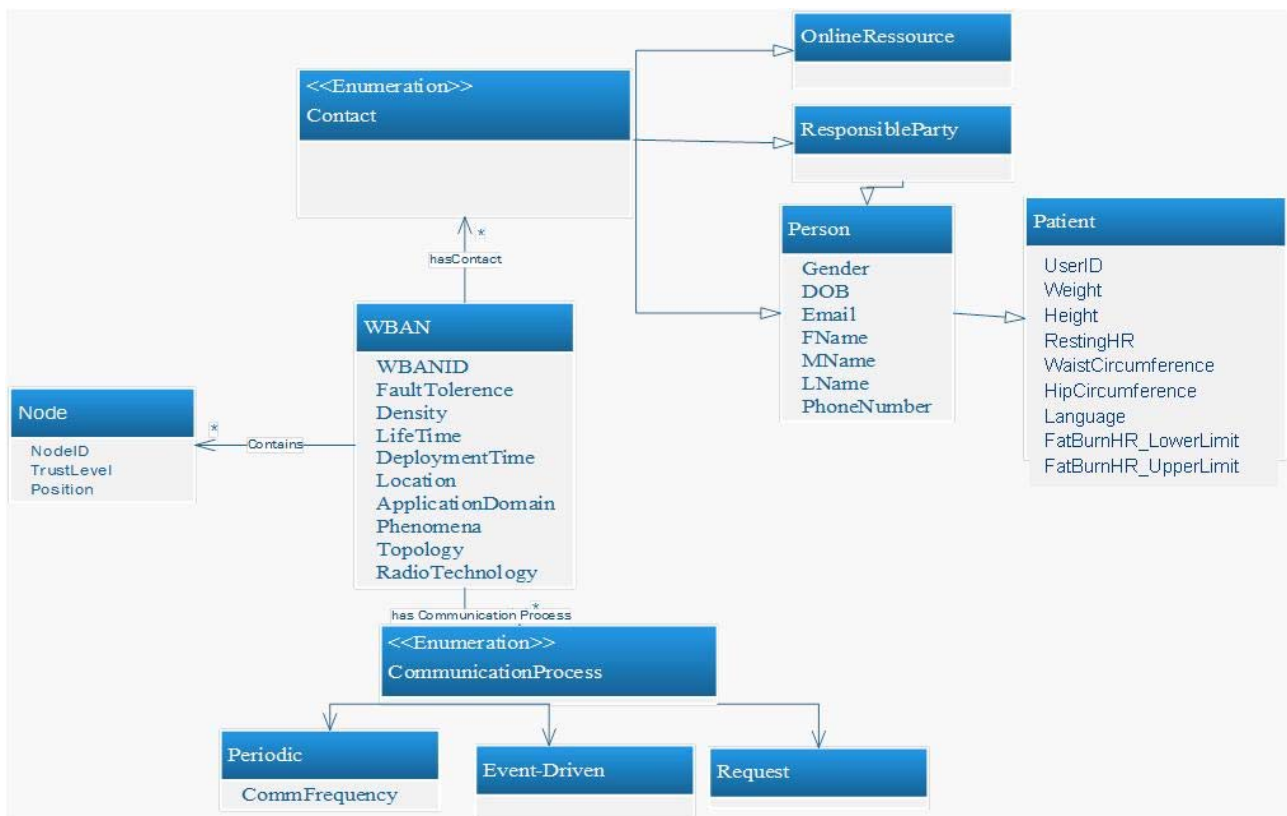 OnlineRessource
<<Enumeration>>
Contact
ResponsibleParty
*
hasContact
Person
Gender
DOB
Email
FName
MName
LName
PhoneNumber
Patient
UserID
Weight
Height
RestingHR
WaistCircumference
HipCircumference
Language
FatBurnHR_LowerLimit
FatBurnHR_UpperLimit
WBAN
WBANID
FaultTolerence
Density
LifeTime
DeploymentTime
Location
ApplicationDomain
Phenomena
Topology
RadioTechnology
Node
NodeID
TrustLevel
Position
*
Contains
*
has Communication Process
<<Enumeration>>
CommunicationProcess
Periodic
CommFrequency
Event-Driven
Request